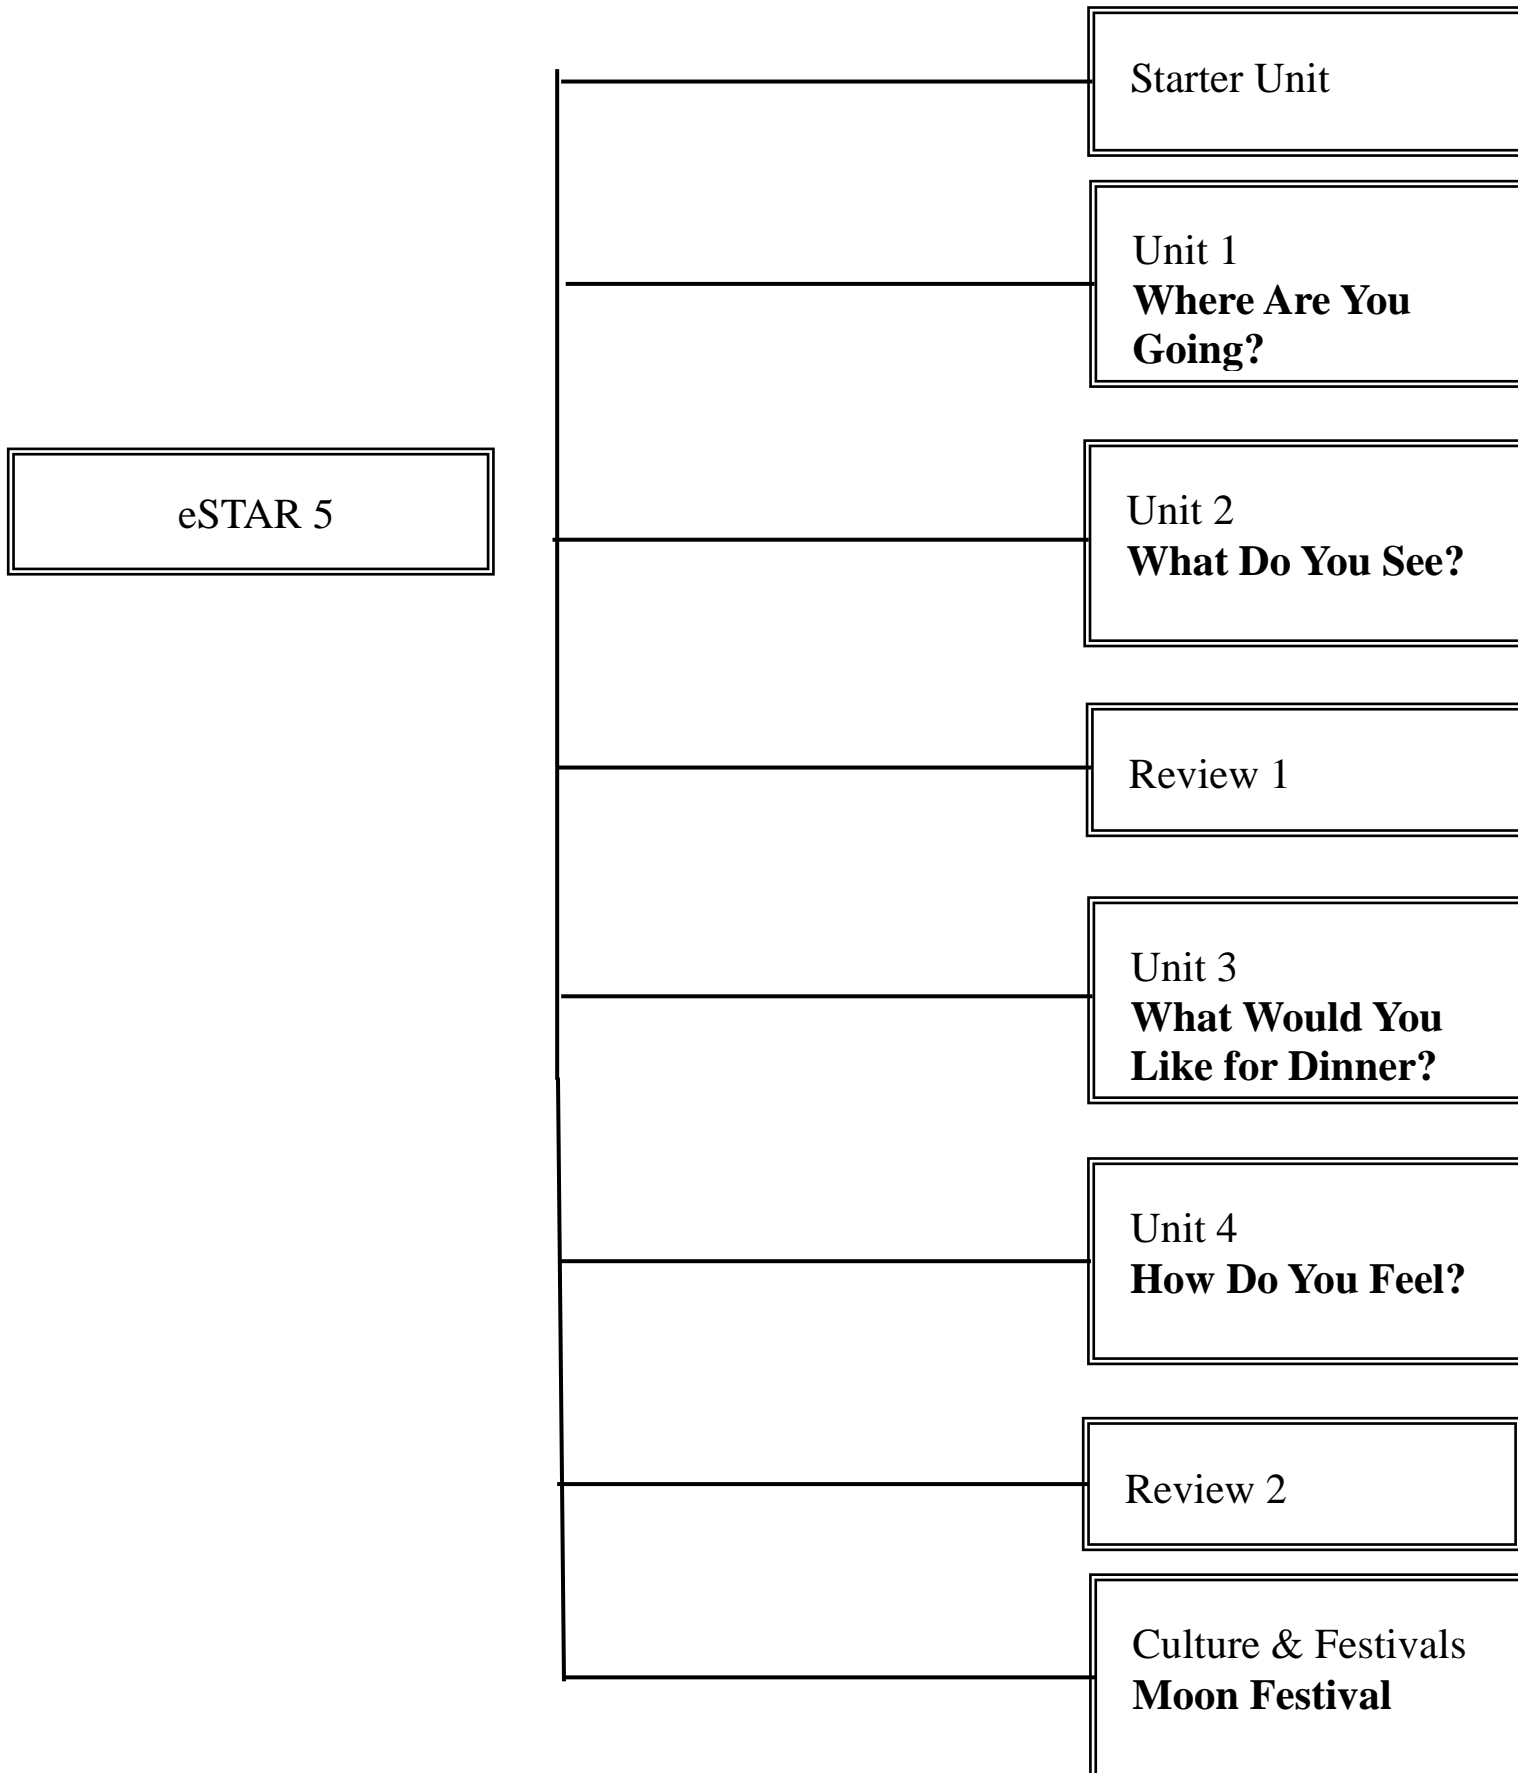 Starter Unit
Unit 1
Where Are You
Going?
eSTAR 5
Unit 2
What Do You See?
Review 1
Unit 3
What Would You
Like for Dinner?
Unit 4
How Do You Feel?
Review 2
Culture & Festivals
Moon Festival